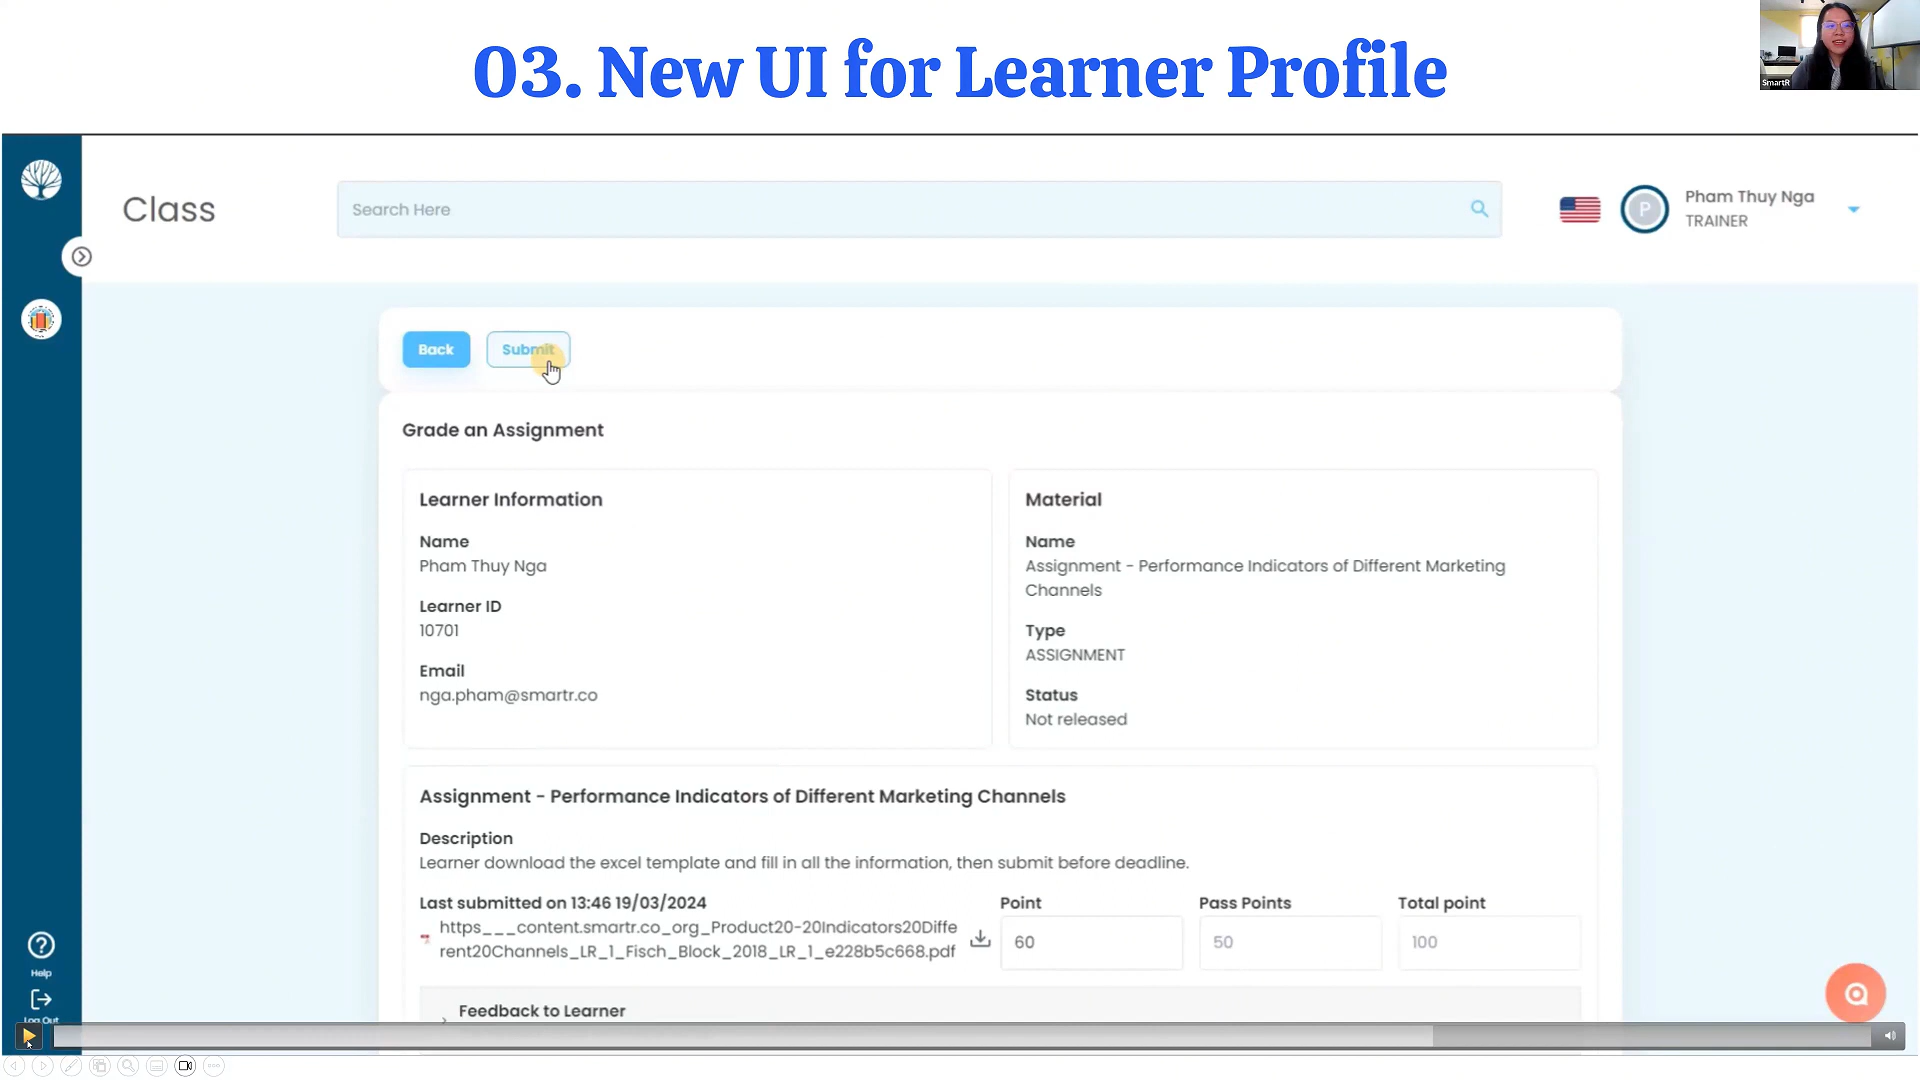 03. New UI for Learner Profile
SmartR
Class
Search Here
P
Pham Thuy Nga
TRAINER
Back
Submit
Grade an Assignment
Learner Information
Name
Pham Thuy Nga
Learner ID
10701
Email
nga.pham@smartr.co
Material
Name
Assignment - Performance Indicators of Different Marketing
Channels
Type
ASSIGNMENT
Status
Not released
Assignment - Performance Indicators of Different Marketing Channels
Description
Learner download the excel template and fill in all the information, then submit before deadline.
Last submitted on 13:46 19/03/2024
https___content.smartr.co_org_Product20-20Indicators20Diffe
rent20Channels_LR_1_Fisch_Block_2018_LR_1_e228b5c668.pdf
Point
60
Pass Points
50
Total point
100
Feedback to Learner
Help
Log Out